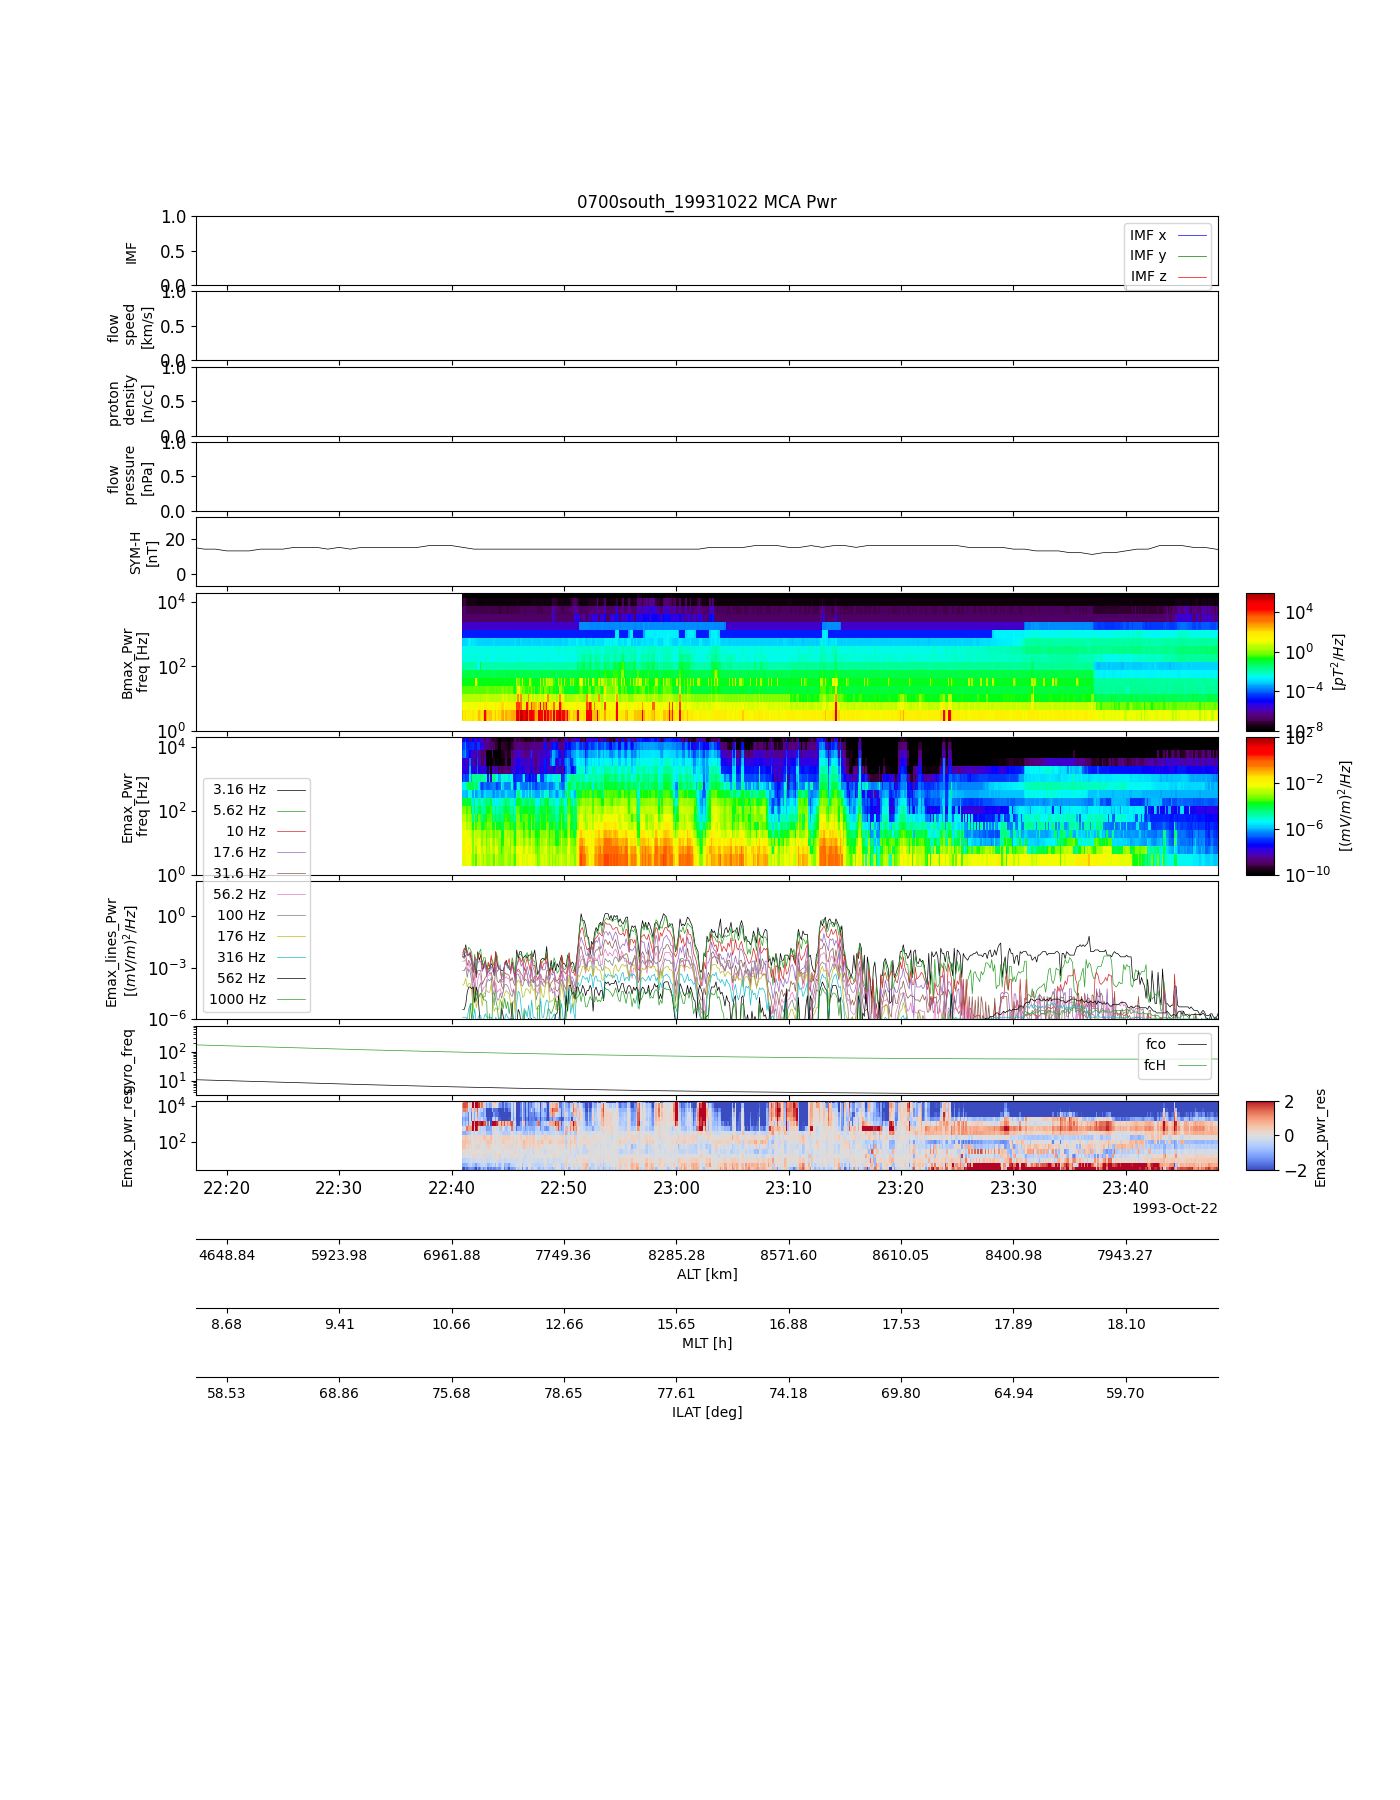 0700south_19931022 MCA Pwr
1.0
0.5
0.0
IMF
IMF x
IMF y
IMF z
1.0
0.5
0.0
flow
speed
[km/s]
1.0
0.5
0.0
proton
density
[n/cc]
1.0
0.5
0.0
flow
pressure
[nPa]
20
0
SYM-H
[nT]
10^4
10^2
10^0
Bmax_Pwr
freq [Hz]
10^4
10^0
10^-4
10^-8
[pT^2/Hz]
10^4
10^2
10^0
Emax_Pwr
freq [Hz]
10^2
10^-2
10^-6
10^-10
[(mV/m)^2/Hz]
3.16 Hz
5.62 Hz
10 Hz
17.6 Hz
31.6 Hz
56.2 Hz
100 Hz
176 Hz
316 Hz
562 Hz
1000 Hz
10^0
10^-3
10^-6
Emax_lines_Pwr
[(mV/m)^2/Hz]
10^2
10^1
gyro_freq
fco
fcH
10^4
10^2
Emax_pwr_res
2
0
−2
Emax_pwr_res
22:20 22:30 22:40 22:50 23:00 23:10 23:20 23:30 23:40
1993-Oct-22
4648.84 5923.98 6961.88 7749.36 8285.28 8571.60 8610.05 8400.98 7943.27
ALT [km]
8.68 9.41 10.66 12.66 15.65 16.88 17.53 17.89 18.10
MLT [h]
58.53 68.86 75.68 78.65 77.61 74.18 69.80 64.94 59.70
ILAT [deg]